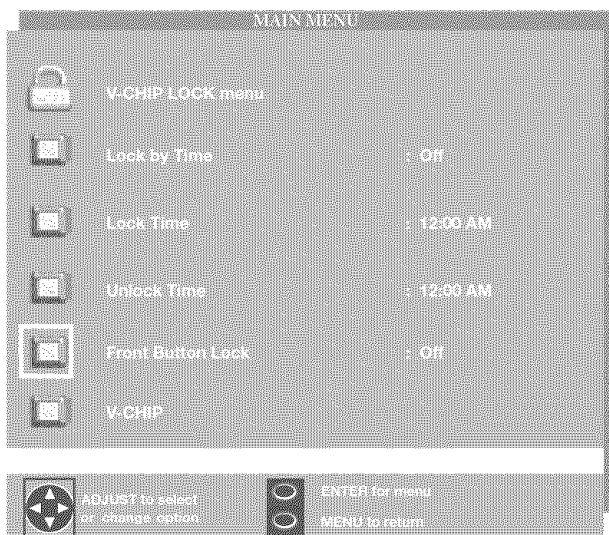 MAIN MENU
V-CHIP LOCK menu
Lock by Time : Off
Lock Time : 12:00 AM
Unlock Time : 12:00 AM
Front Button Lock : Off
V-CHIP
ADJUST to select
or change option
ENTER for menu
MENU to return